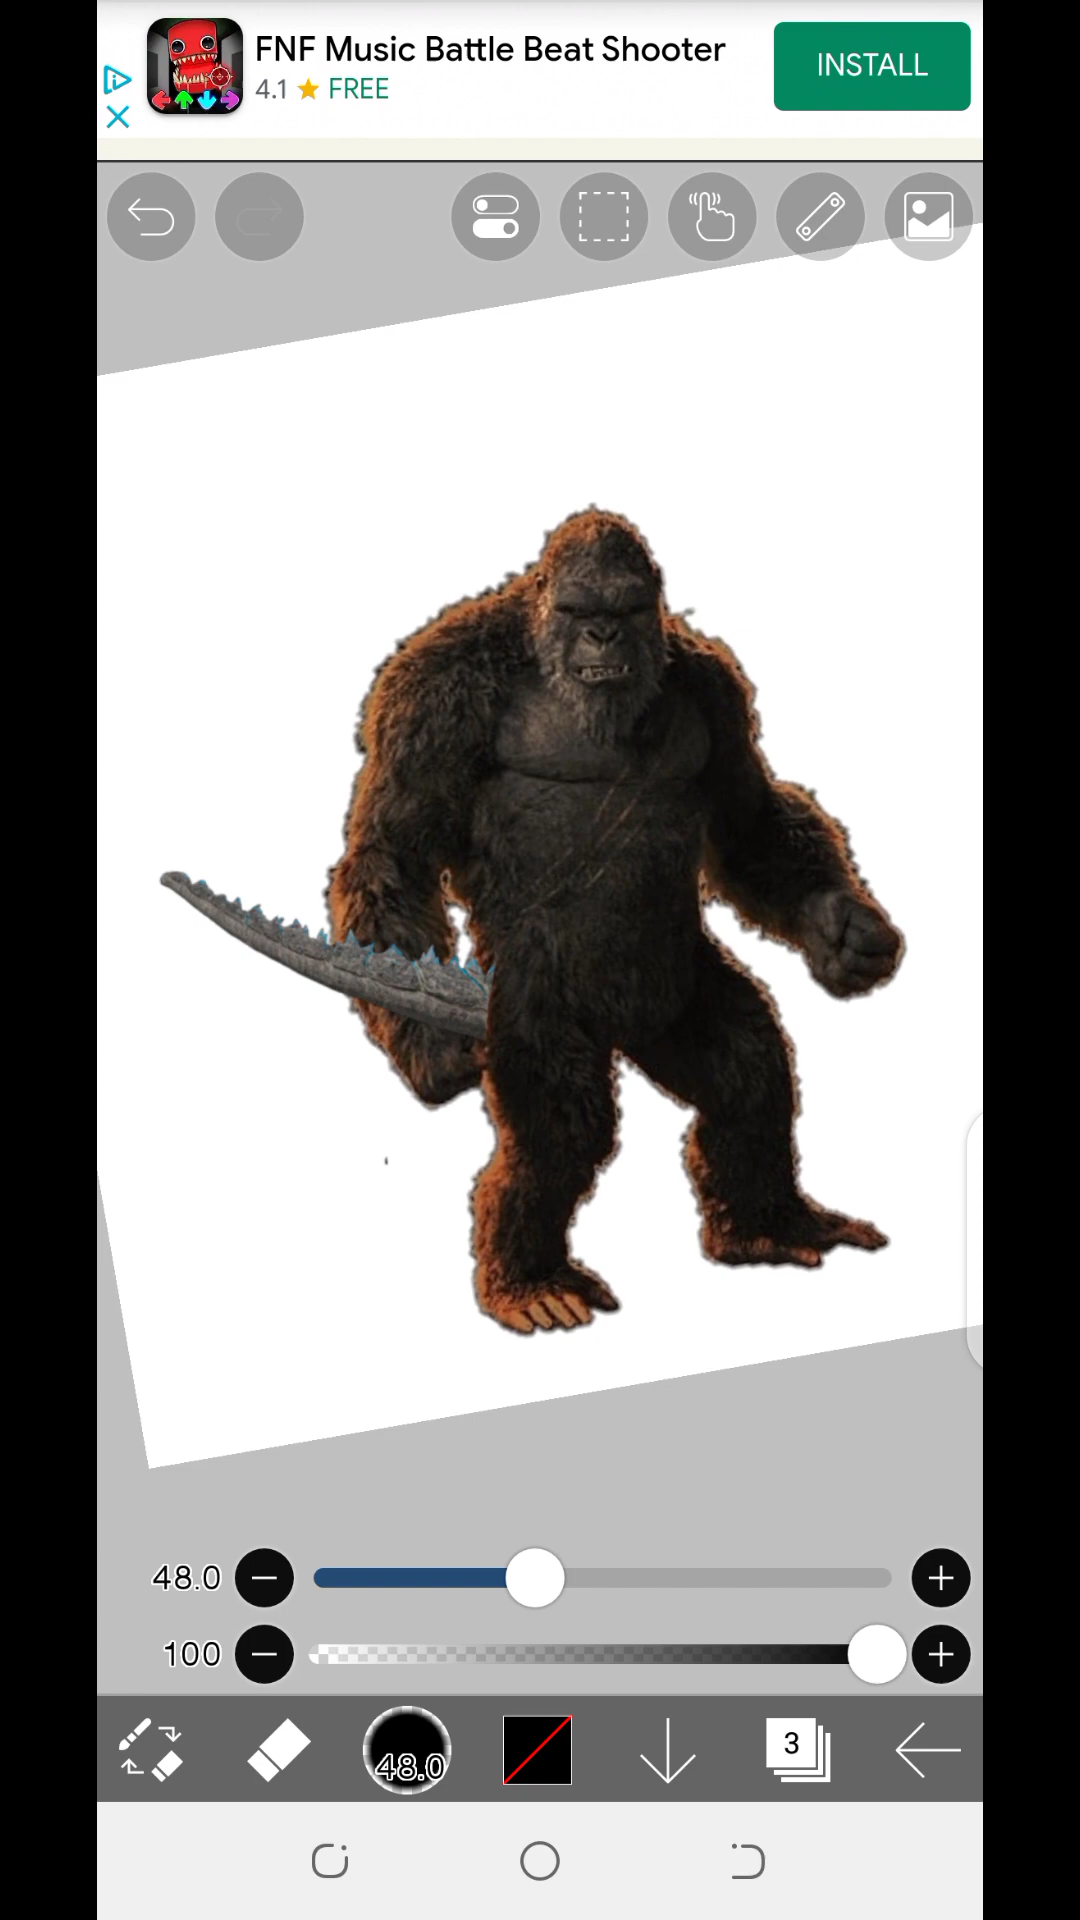 FNF Music Battle Beat Shooter
4.1 ★ FREE
INSTALL
48.0
100
48.0
3